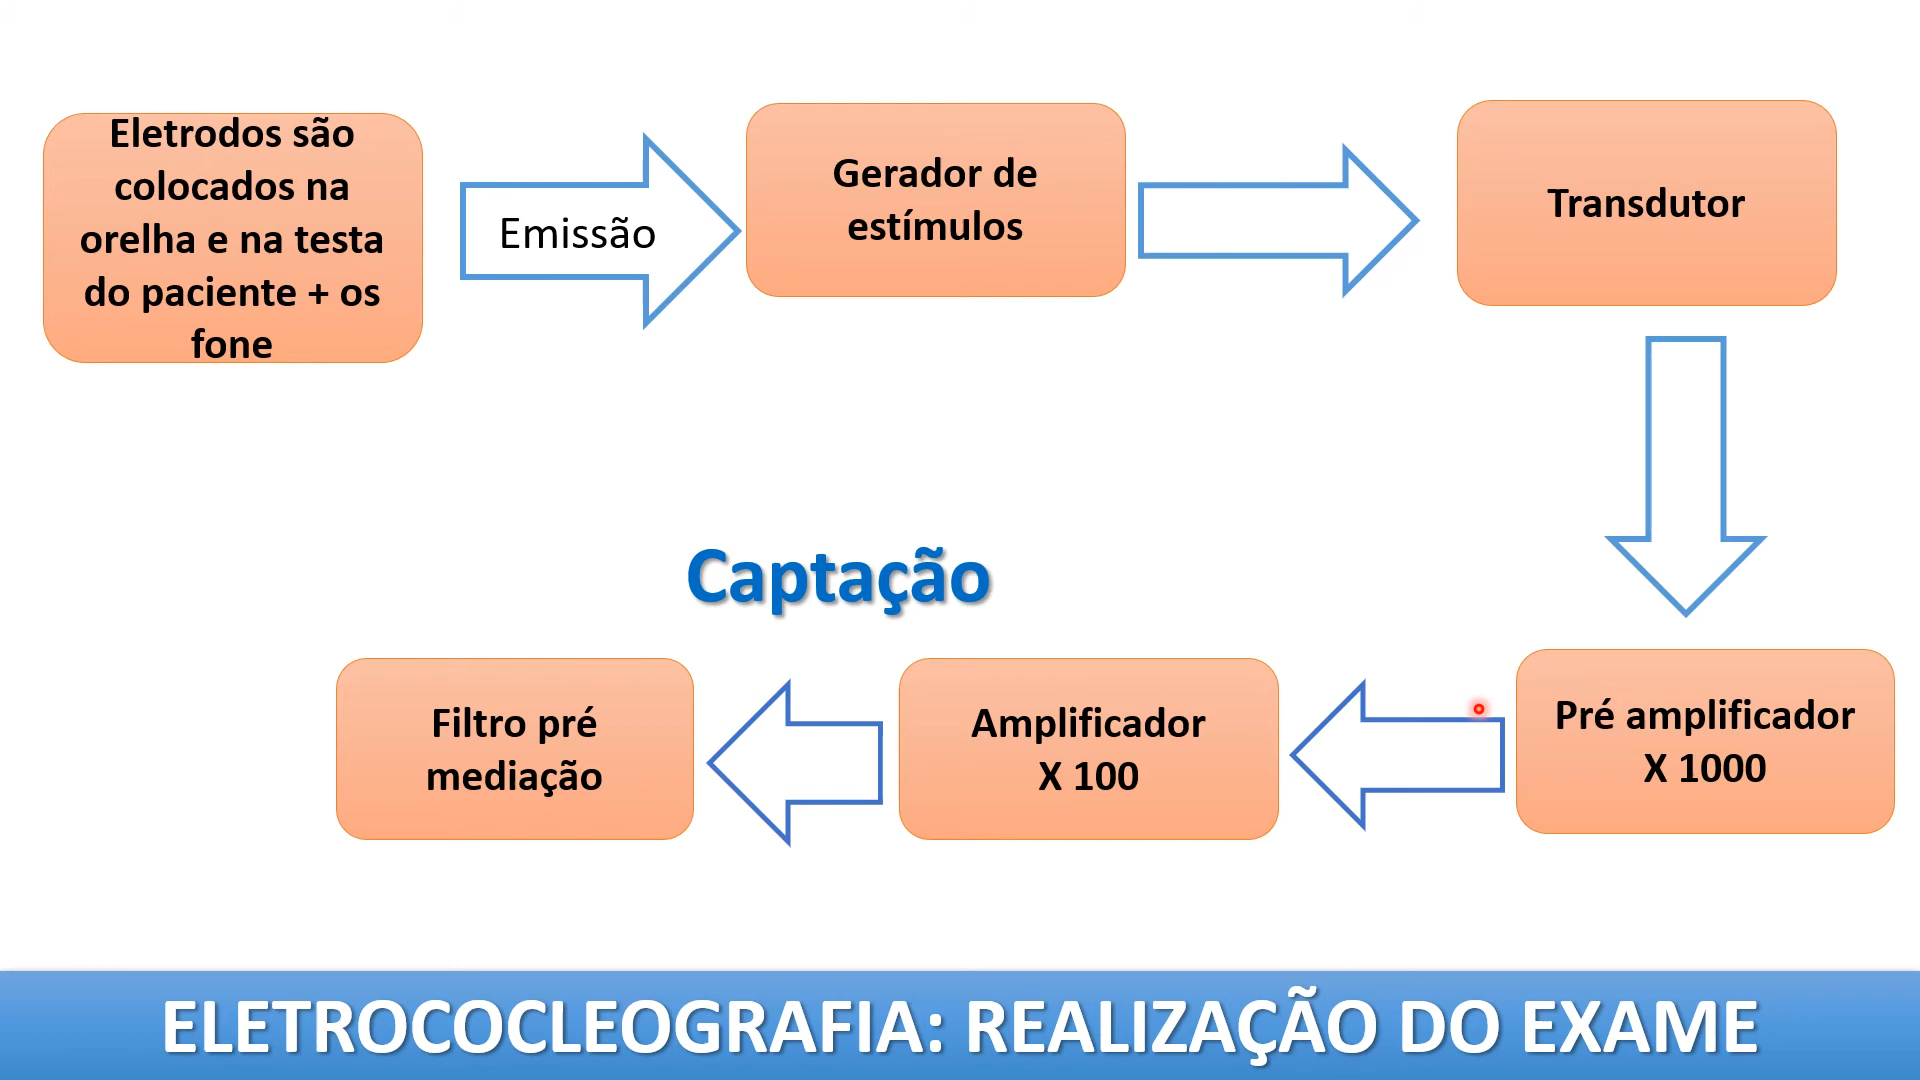 Eletrodos são
colocados na
orelha e na testa
do paciente + os
fone
Emissão
Gerador de
estímulos
Transdutor
Captação
Filtro pré
mediação
Amplificador
X 100
Pré amplificador
X 1000
ELETROCOCLEOGRAFIA: REALIZAÇÃO DO EXAME